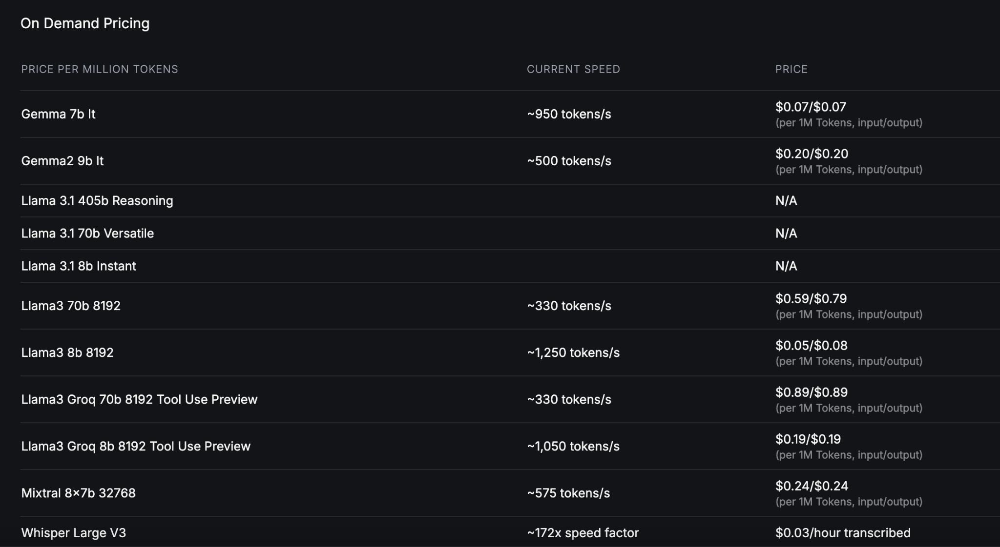 On Demand Pricing
PRICE PER MILLION TOKENS CURRENT SPEED PRICE
Gemma 7b It ~950 tokens/s $0.07/$0.07
(per 1M Tokens, input/output)
Gemma2 9b It ~500 tokens/s $0.20/$0.20
(per 1M Tokens, input/output)
Llama 3.1 405b Reasoning N/A
Llama 3.1 70b Versatile N/A
Llama 3.1 8b Instant N/A
Llama3 70b 8192 ~330 tokens/s $0.59/$0.79
(per 1M Tokens, input/output)
Llama3 8b 8192 ~1,250 tokens/s $0.05/$0.08
(per 1M Tokens, input/output)
Llama3 Groq 70b 8192 Tool Use Preview ~330 tokens/s $0.89/$0.89
(per 1M Tokens, input/output)
Llama3 Groq 8b 8192 Tool Use Preview ~1,050 tokens/s $0.19/$0.19
(per 1M Tokens, input/output)
Mixtral 8×7b 32768 ~575 tokens/s $0.24/$0.24
(per 1M Tokens, input/output)
Whisper Large V3 ~172x speed factor $0.03/hour transcribed